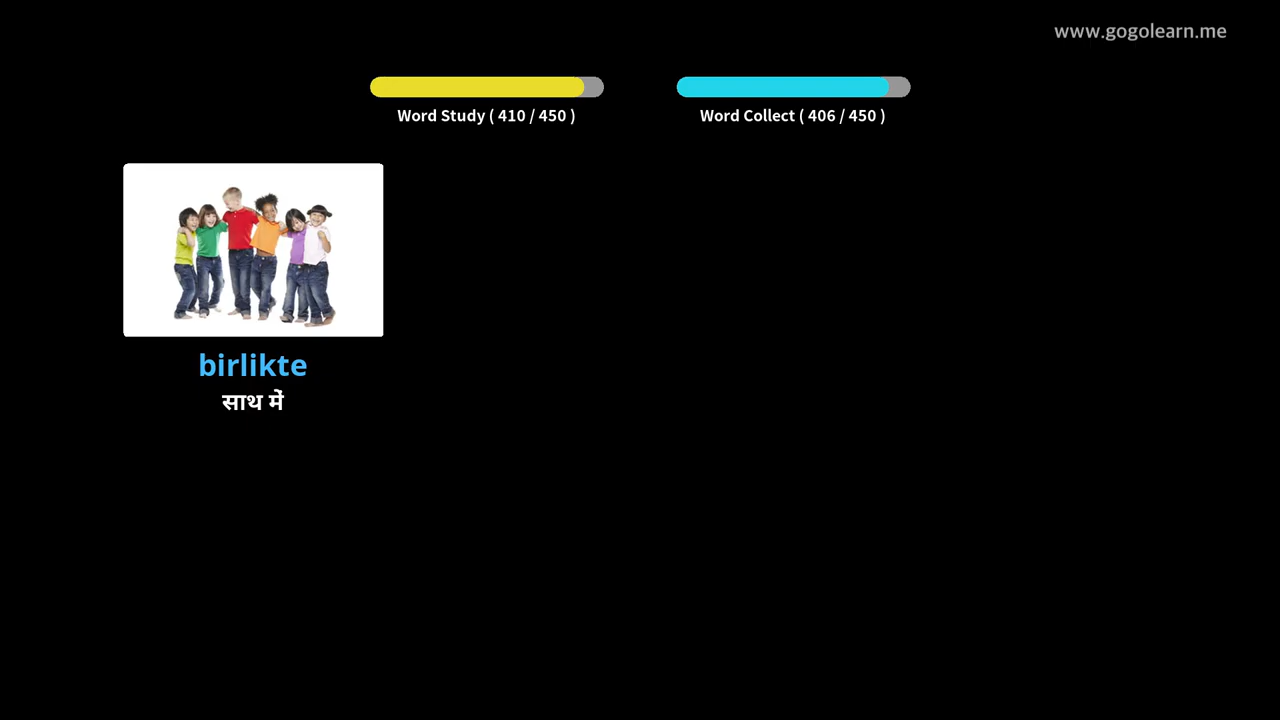 www.gogolearn.me
Word Study ( 410 / 450 )
Word Collect ( 406 / 450 )
birlikte
साथ में